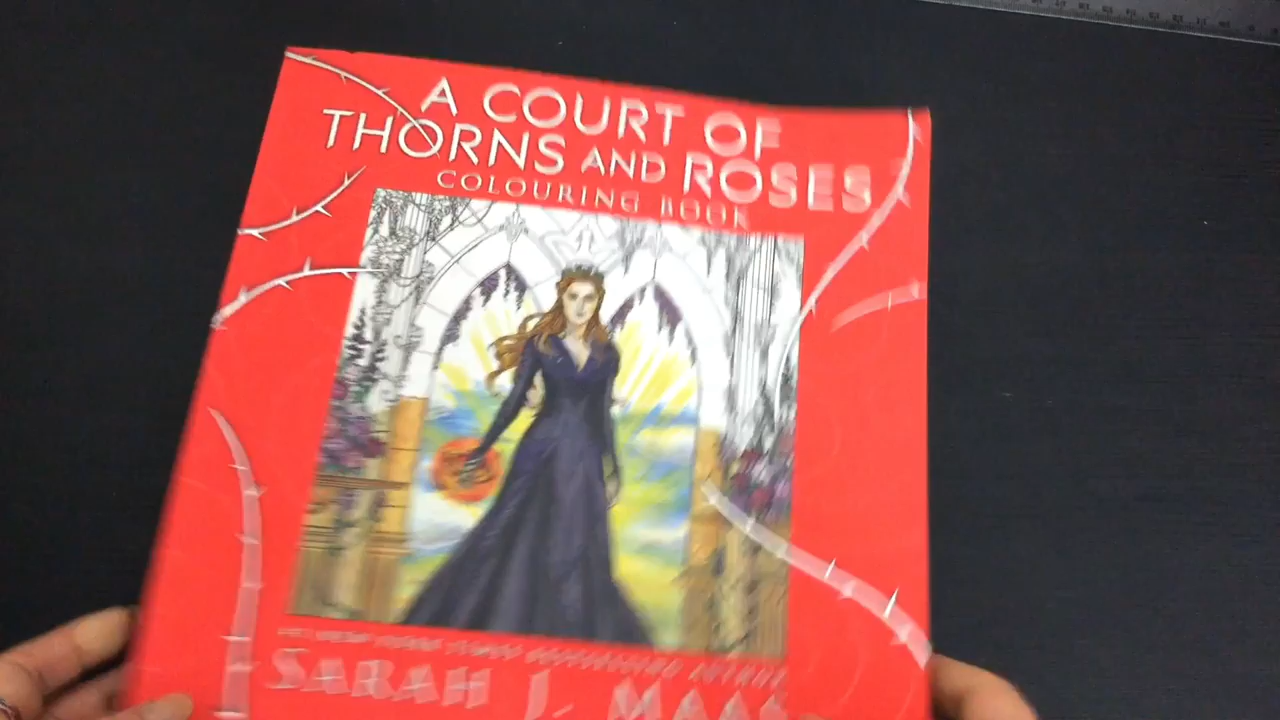 A COURT OF
THORNS AND ROSES
COLOURING BOOK
SARAH J. MAAS